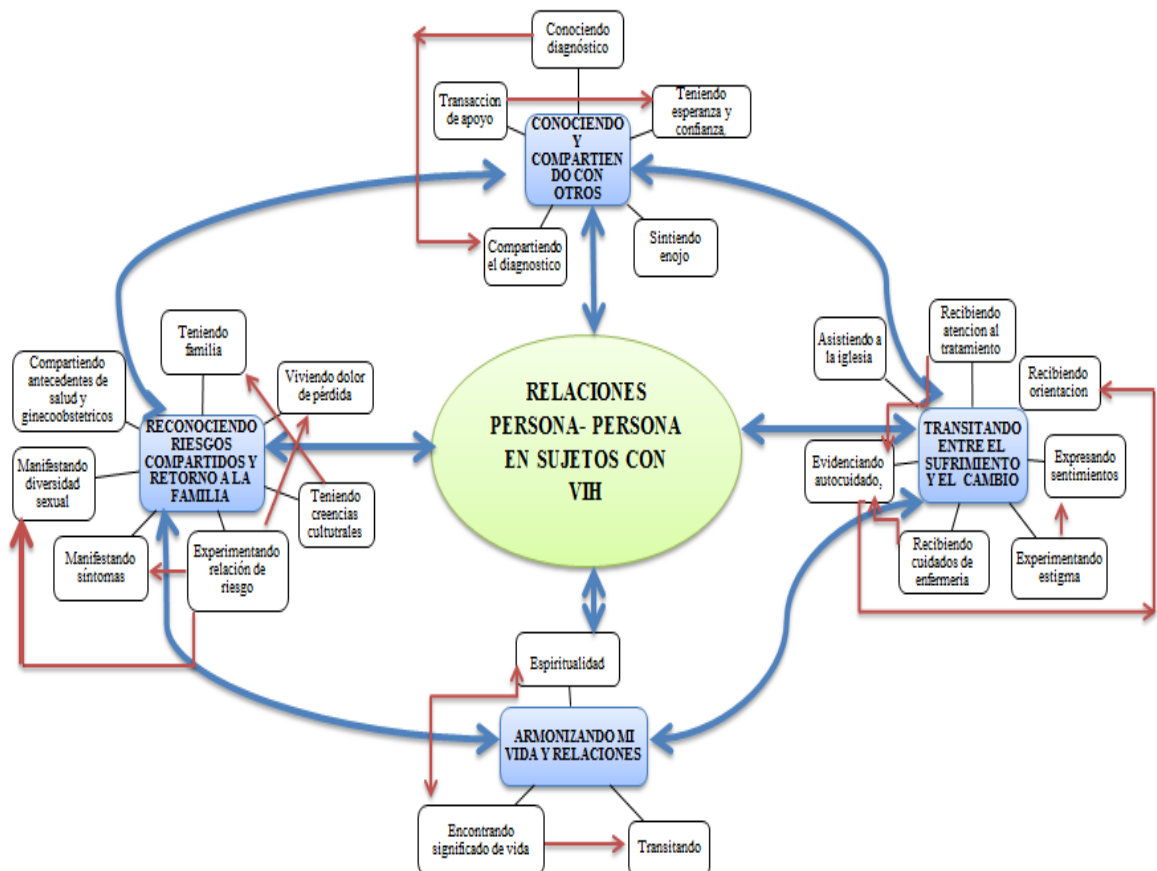 Conociendo
diagnóstico
Transaccion
de apoyo
Teniendo
esperanza y
confianza,
CONOCIENDO
Y
COMPARTIEN
DO CON
OTROS
Compartiendo
el diagnostico
Sintiendo
enojo
Teniendo
familia
Compartiendo
antecedentes de
salud y
ginecoobstetricos
Viviendo dolor
de pérdida
RECONOCIENDO
RIESGOS
COMPARTIDOS Y
RETORNO A LA
FAMILIA
Manifestando
diversidad
sexual
Teniendo
creencias
cultutrales
Manifestando
síntomas
Experimentando
relación de
riesgo
RELACIONES
PERSONA- PERSONA
EN SUJETOS CON
VIH
Asistiendo a
la iglesia
Recibiendo
atencion al
tratamiento
Recibiendo
orientacion
TRANSITANDO
ENTRE EL
SUFRIMIENTO
Y EL CAMBIO
Evidenciando
autocuidado,
Expresando
sentimientos
Recibiendo
cuidados de
enfermeria
Experimentando
estigma
Espiritualidad
ARMONIZANDO MI
VIDA Y RELACIONES
Encontrando
significado de vida
Transitando